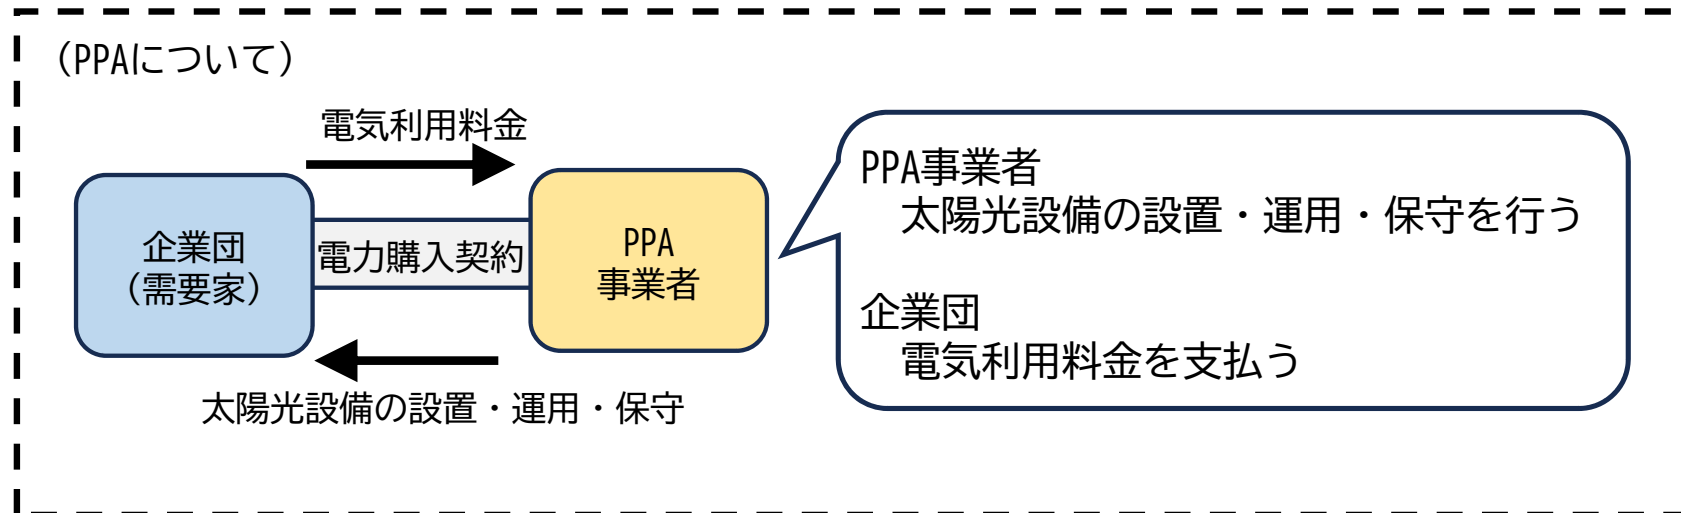 （PPAについて）
電気利用料金
企業団
（需要家）
電力購入契約
PPA
事業者
太陽光設備の設置・運用・保守
PPA事業者
太陽光設備の設置・運用・保守を行う
企業団
電気利用料金を支払う